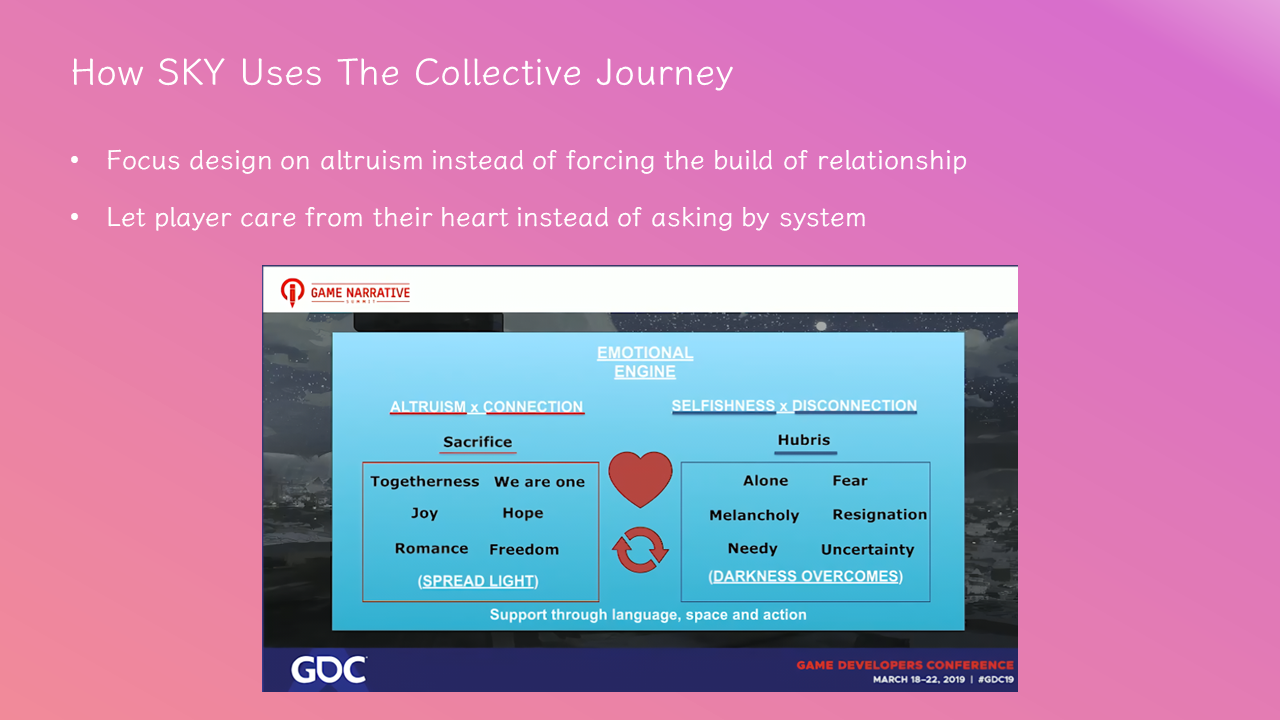 How SKY Uses The Collective Journey
• Focus design on altruism instead of forcing the build of relationship
• Let player care from their heart instead of asking by system
GAME NARRATIVE
SUMMIT
EMOTIONAL
ENGINE
ALTRUISM x CONNECTION
SELFISHNESS x DISCONNECTION
Sacrifice
Hubris
Togetherness We are one
Joy Hope
Romance Freedom
(SPREAD LIGHT)
Alone Fear
Melancholy Resignation
Needy Uncertainty
(DARKNESS OVERCOMES)
Support through language, space and action
GDC
GAME DEVELOPERS CONFERENCE
MARCH 18–22, 2019 | #GDC19